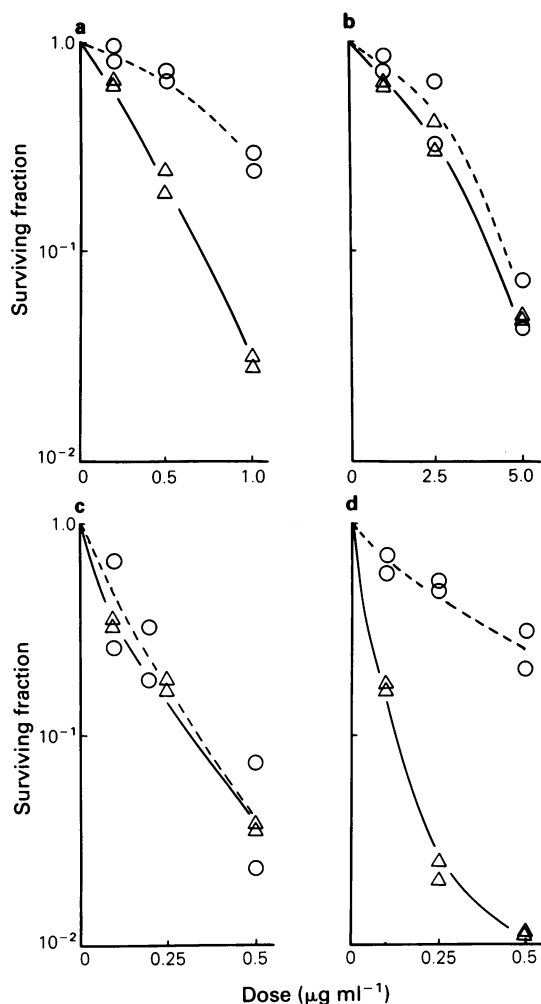 a
b
1.0
Surviving fraction
10⁻¹
10⁻²
0 0.5 1.0
0 2.5 5.0
c
d
1.0
Surviving fraction
10⁻¹
10⁻²
0 0.25 0.5
0 0.25 0.5
Dose (μg ml⁻¹)